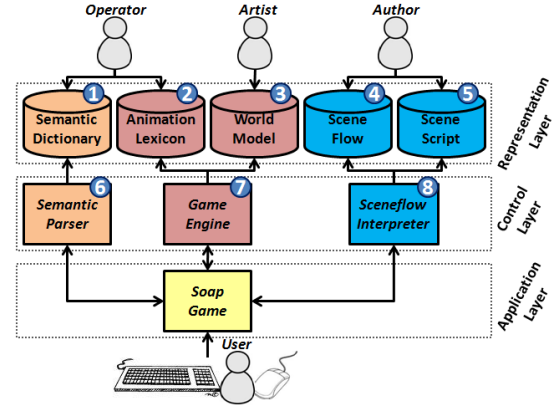 Operator
Artist
Author
1
2
3
4
5
Semantic
Dictionary
Animation
Lexicon
World
Model
Scene
Flow
Scene
Script
Representation
Layer
6
7
8
Semantic
Parser
Game
Engine
Sceneflow
Interpreter
Control
Layer
Soap
Game
Application
Layer
User